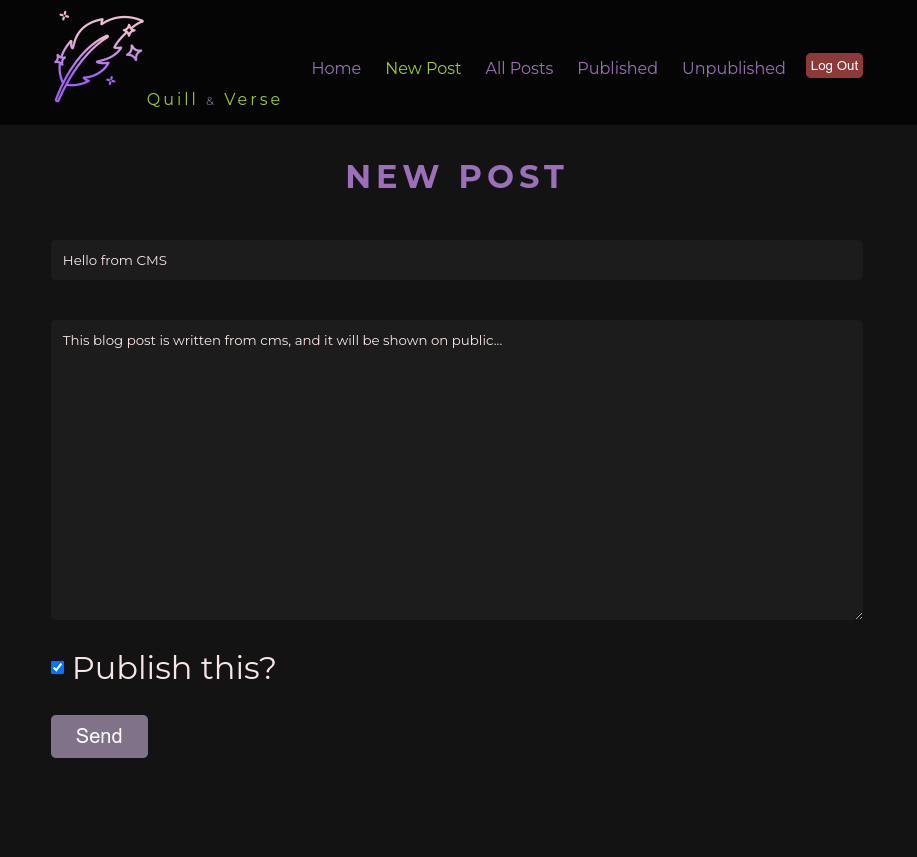 Home New Post All Posts Published Unpublished Log Out
Quill & Verse
NEW POST
Hello from CMS
This blog post is written from cms, and it will be shown on public...
Publish this?
Send